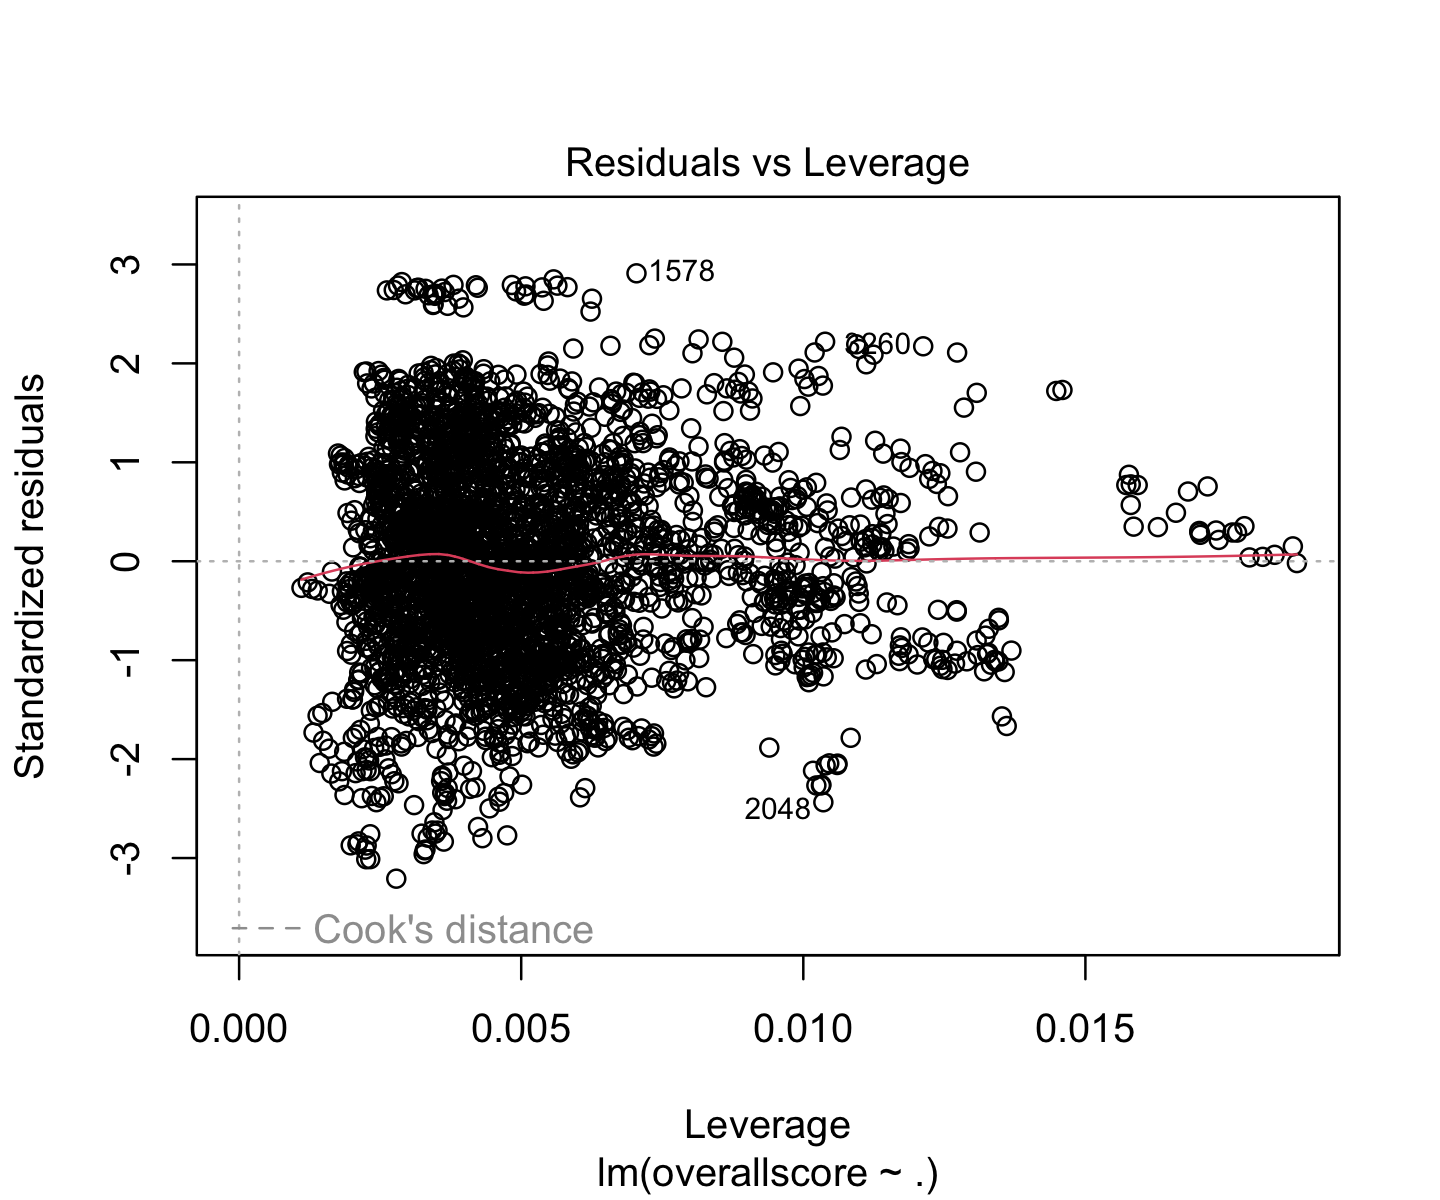 Residuals vs Leverage
Standardized residuals
3
2
1
0
-1
-2
-3
1578
2048
Cook's distance
0.000 0.005 0.010 0.015
Leverage
lm(overallscore ~ .)